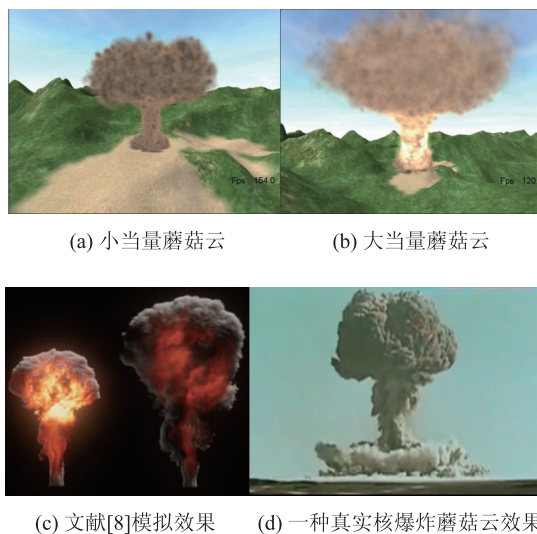 Fps : 154.0
Fps : 120
(a) 小当量蘑菇云
(b) 大当量蘑菇云
(c) 文献[8]模拟效果
(d) 一种真实核爆炸蘑菇云效果